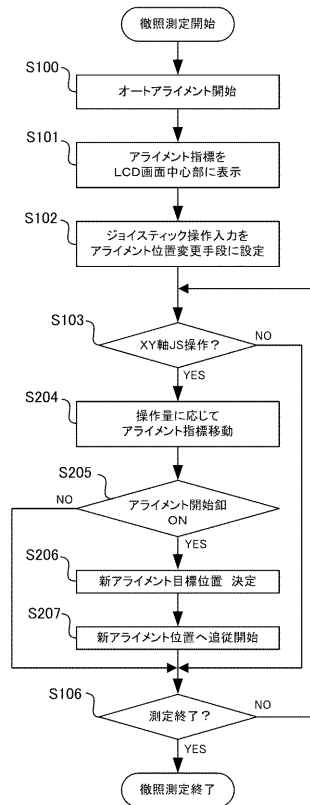 徹照測定開始
S100
オートアライメント開始
S101
アライメント指標を
LCD画面中心部に表示
S102
ジョイスティック操作入力を
アライメント位置変更手段に設定
S103
XY軸JS操作？
NO
YES
S204
操作量に応じて
アライメント指標移動
S205
NO
アライメント開始釦
ON
YES
S206
新アライメント目標位置 決定
S207
新アライメント位置へ追従開始
S106
測定終了？
NO
YES
徹照測定終了